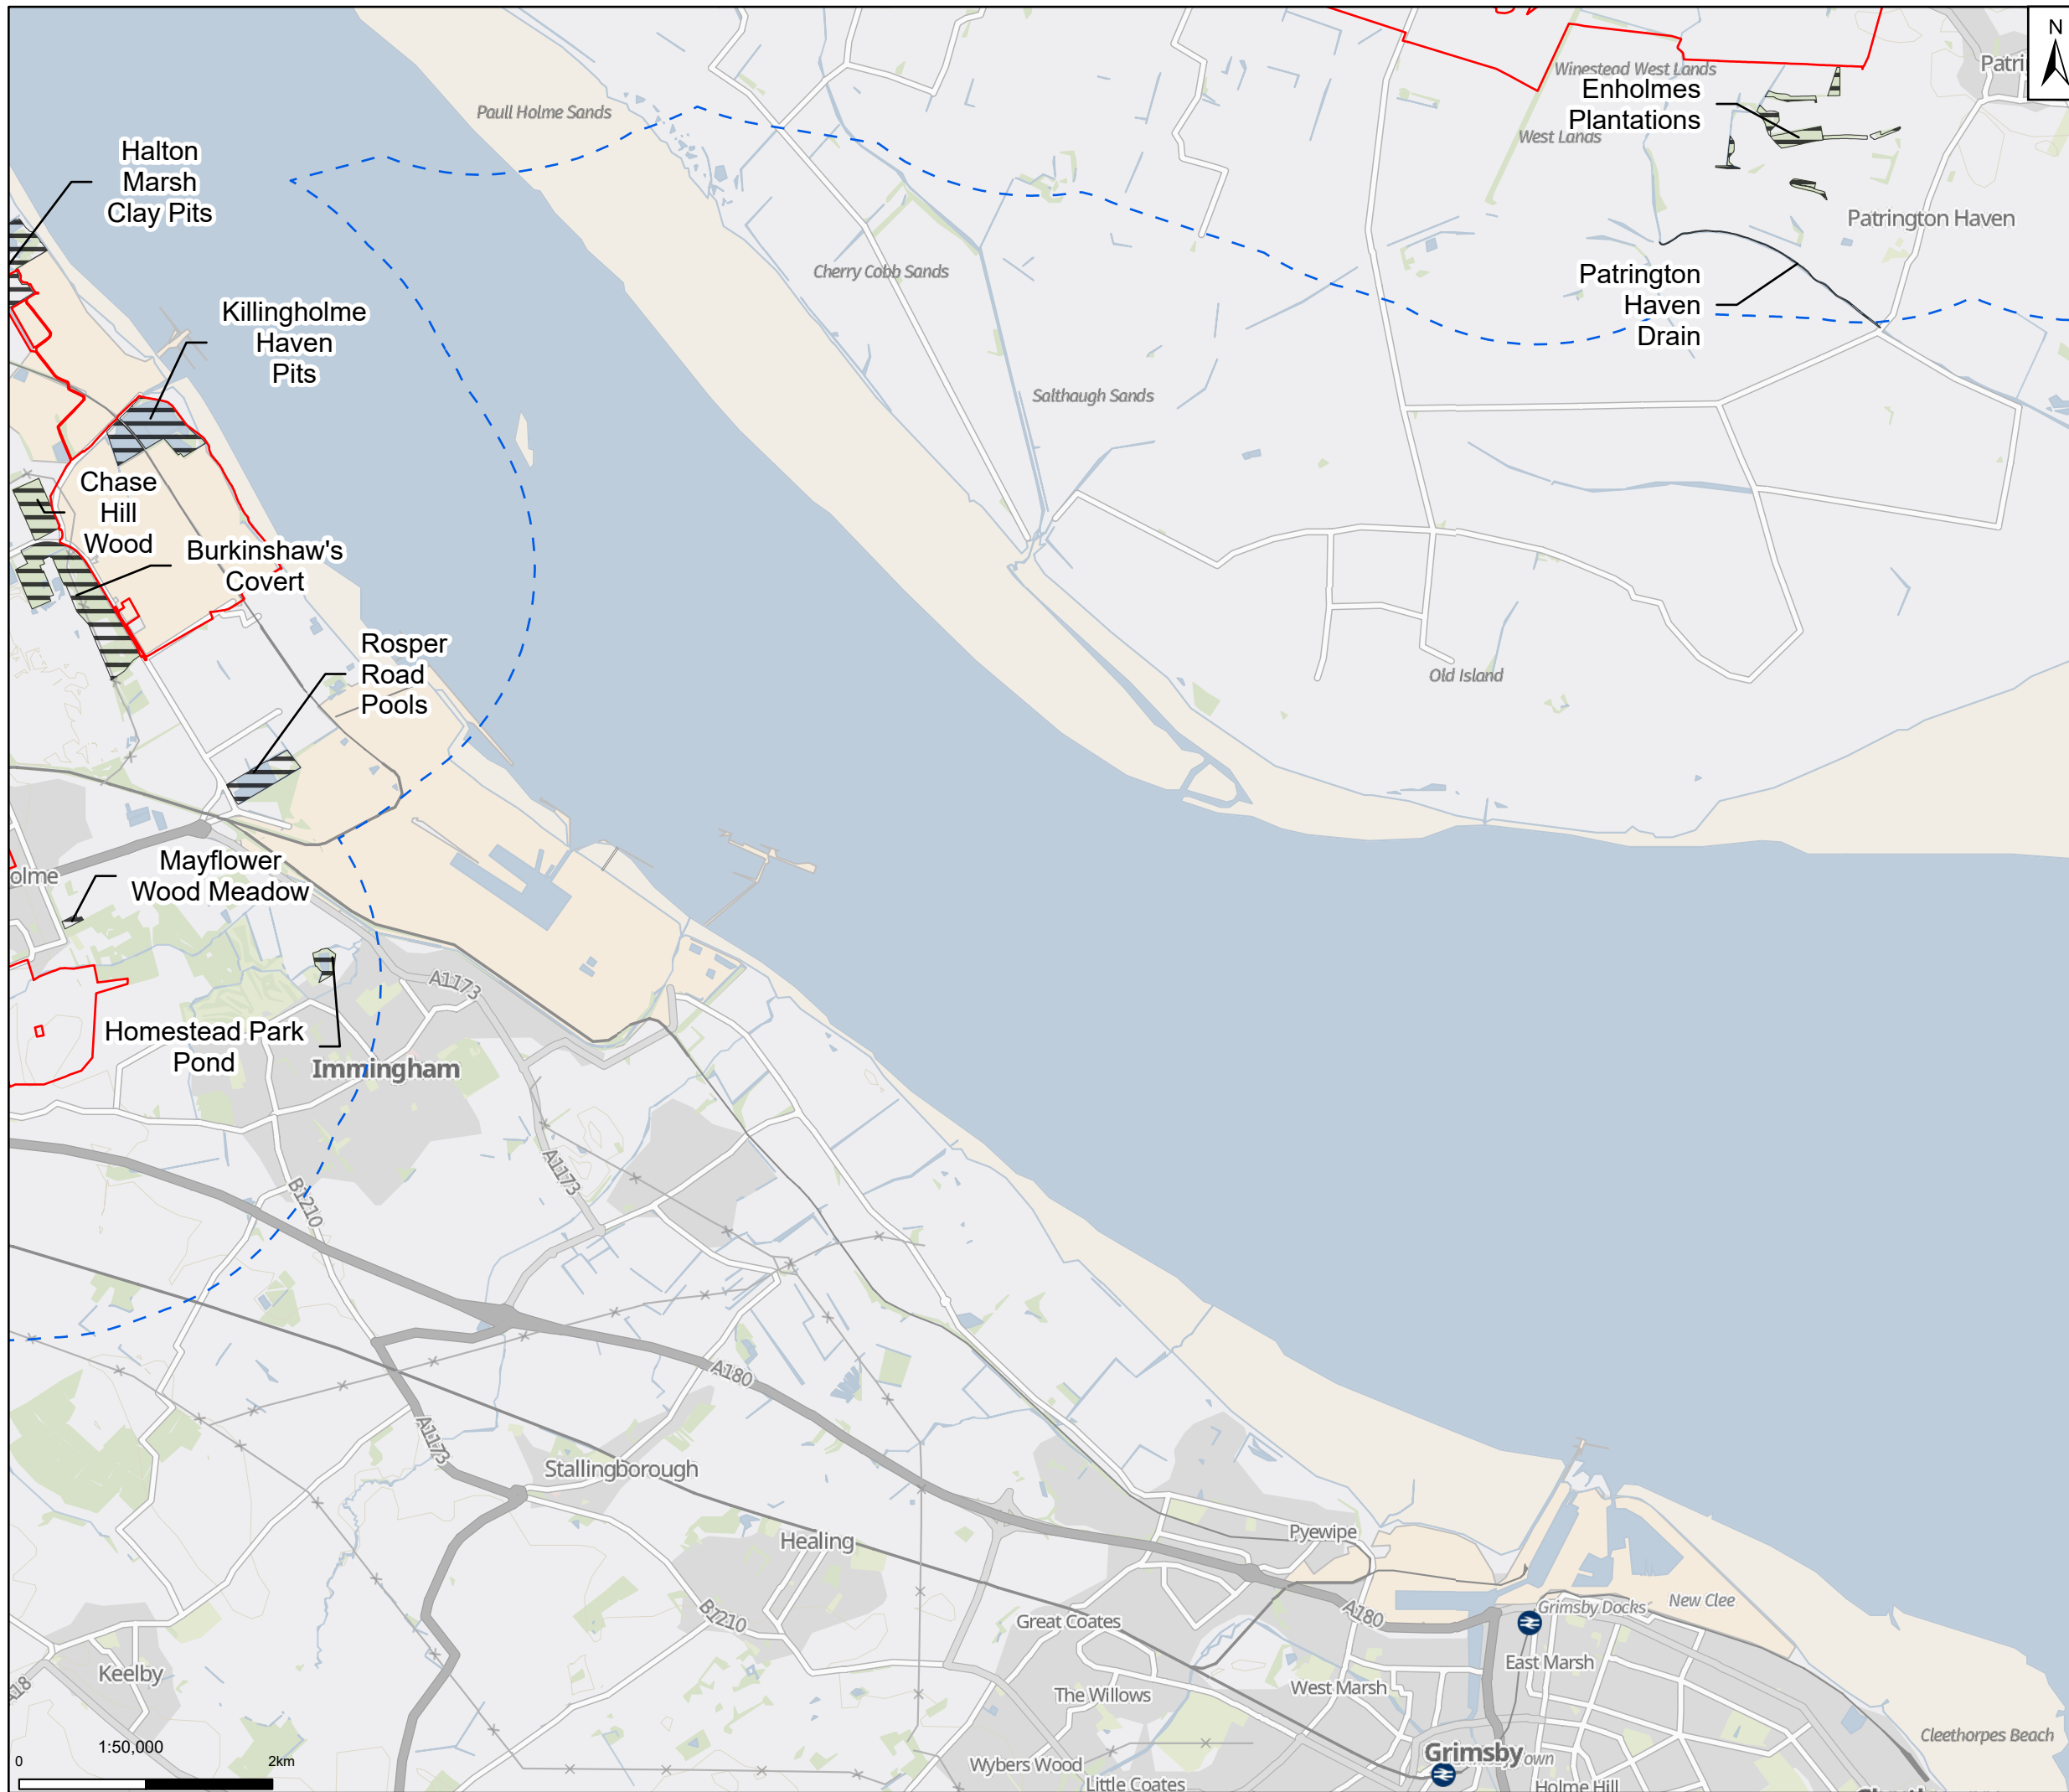 N
Patri
Winestead West Lands
Enholmes
Plantations
West Lands
Paull Holme Sands
Halton
Marsh
Clay Pits
Patrington Haven
Cherry Cobb Sands
Patrington
Haven
Drain
Killingholme
Haven
Pits
Salthaugh Sands
Chase
Hill
Wood
Burkinshaw's
Covert
Rosper
Road
Pools
Old Island
Mayflower
Wood Meadow
olme
A1173
Homestead Park
Pond
Immingham
A1173
B1210
A180
A1173
Stallingborough
Healing
Pyewipe
B1210
Great Coates
A180
Grimsby Docks
New Clee
Keelby
East Marsh
West Marsh
The Willows
A18
Cleethorpes Beach
1:50,000
0
2km
Wybers Wood
Grimsby
own
Little Coates
Holme Hill